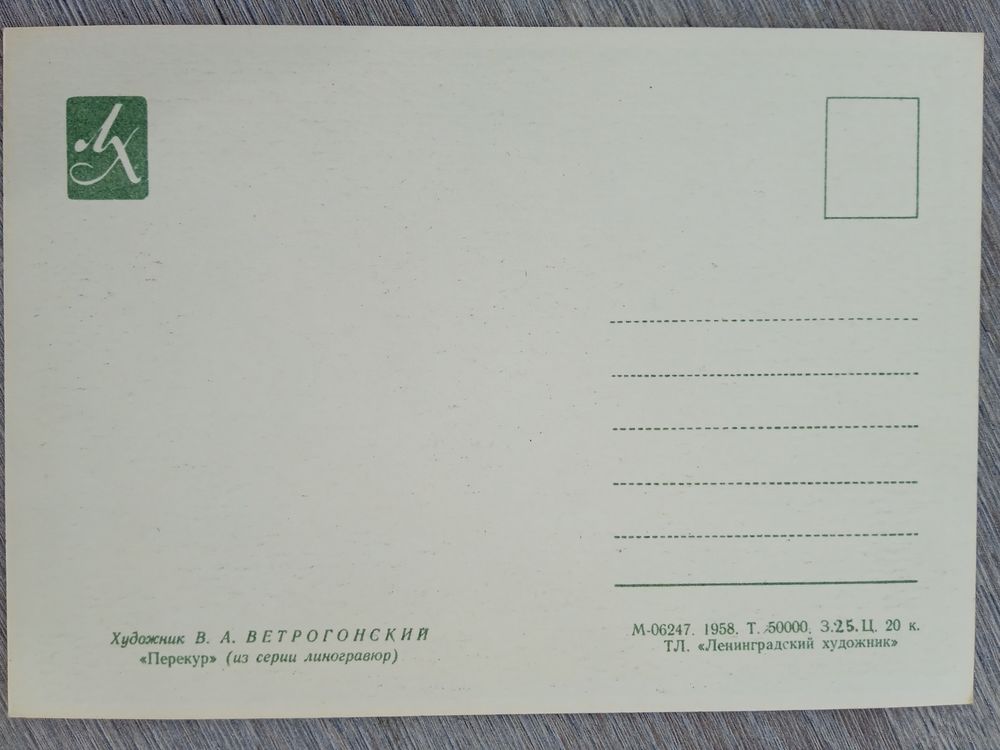 ЛХ
Художник В. А. ВЕТРОГОНСКИЙ
«Перекур» (из серии линогравюр)
М-06247. 1958. Т. 50000. З.25. Ц. 20 к.
ТЛ. «Ленинградский художник»